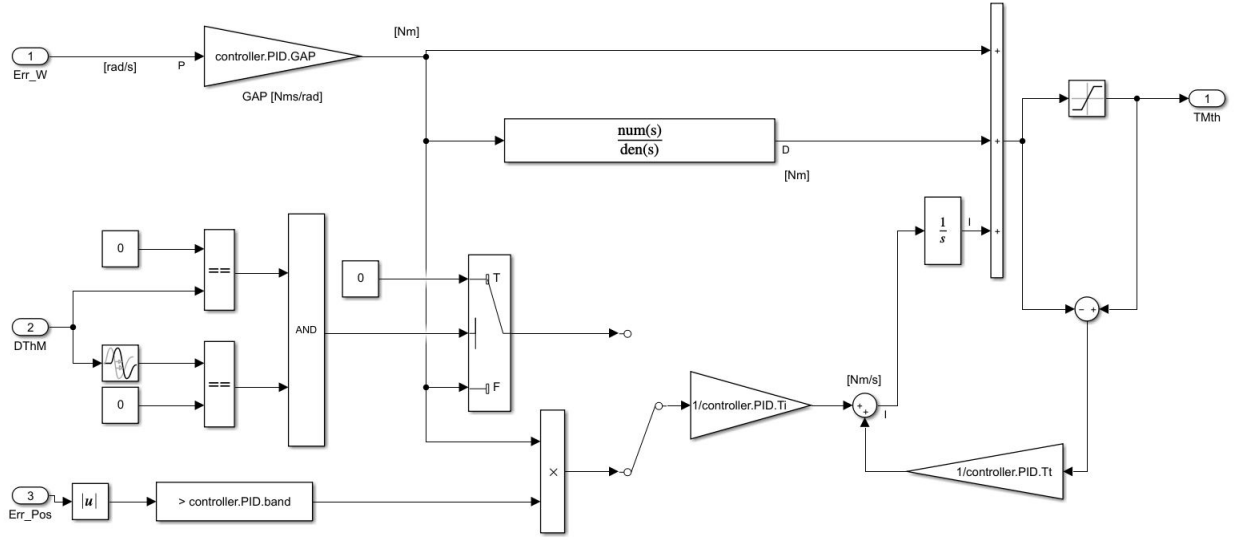 1
Err_W
[rad/s]
P
controller.PID.GAP
GAP [Nms/rad]
[Nm]
+
num(s)
den(s)
D
[Nm]
+
1
TMth
0
==
2
DThM
0
==
AND
0
T
F
1
s
I
+
- +
3
Err_Pos
|u|
> controller.PID.band
×
1/controller.PID.Ti
[Nm/s]
+
+
I
1/controller.PID.Tt